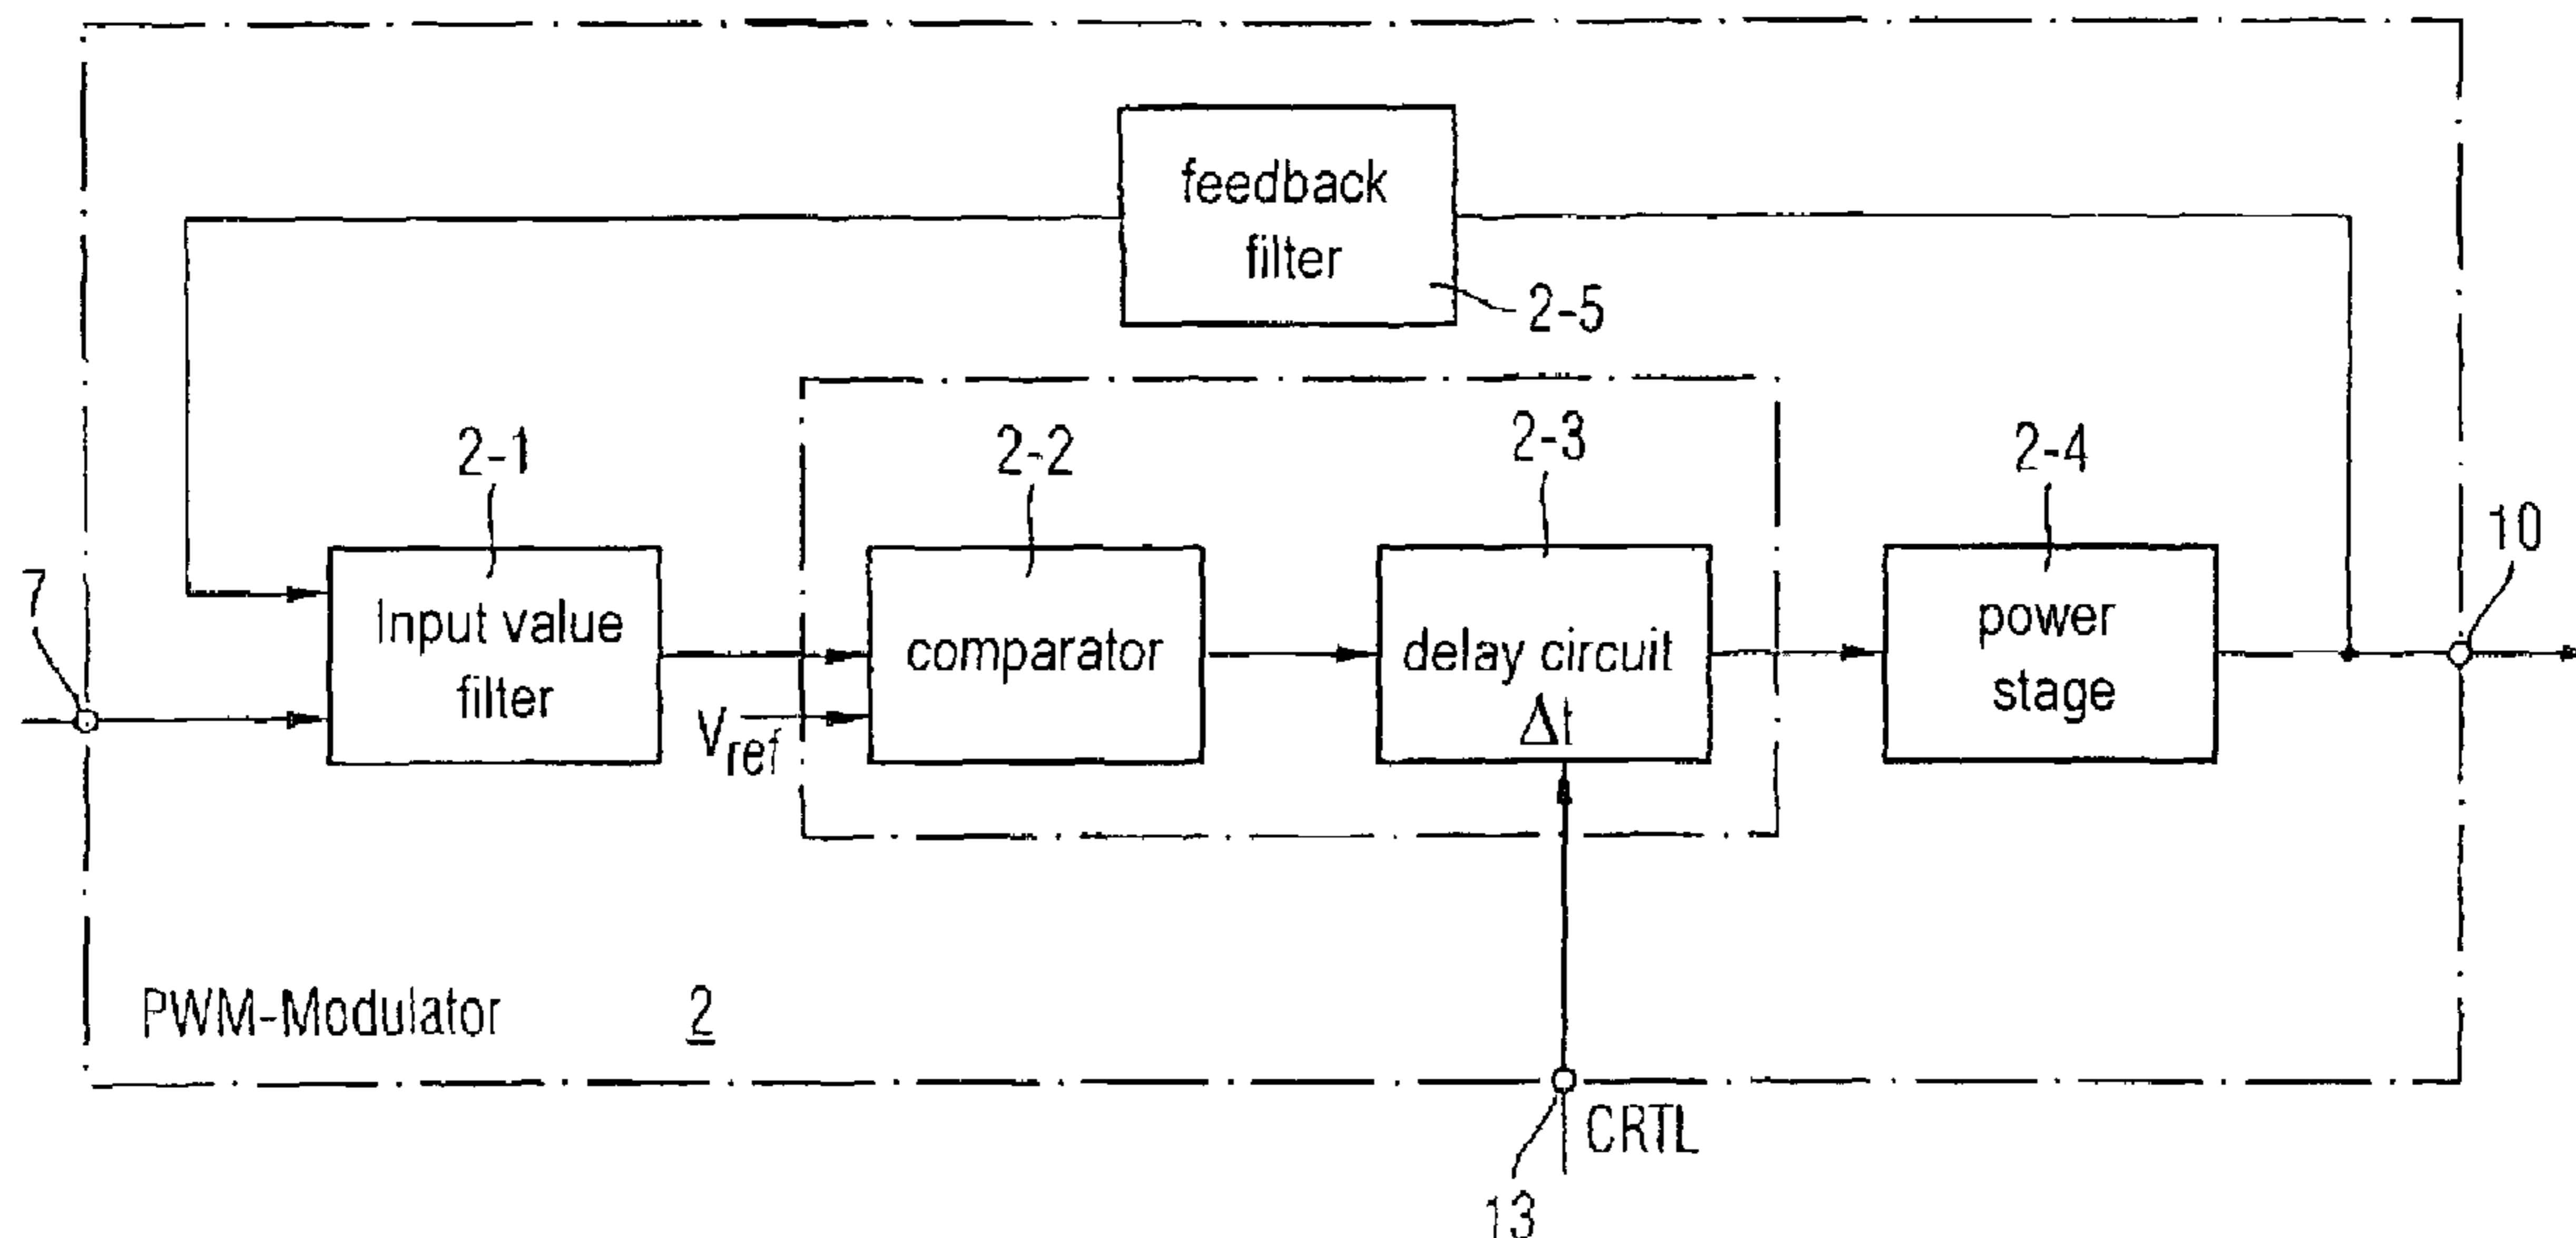 feedback
filter
2-5
2-1
2-2
2-3
2-4
10
7
Input value
filter
Vref
comparator
delay circuit
Δt
power
stage
PWM-Modulator
2
CRTL
13